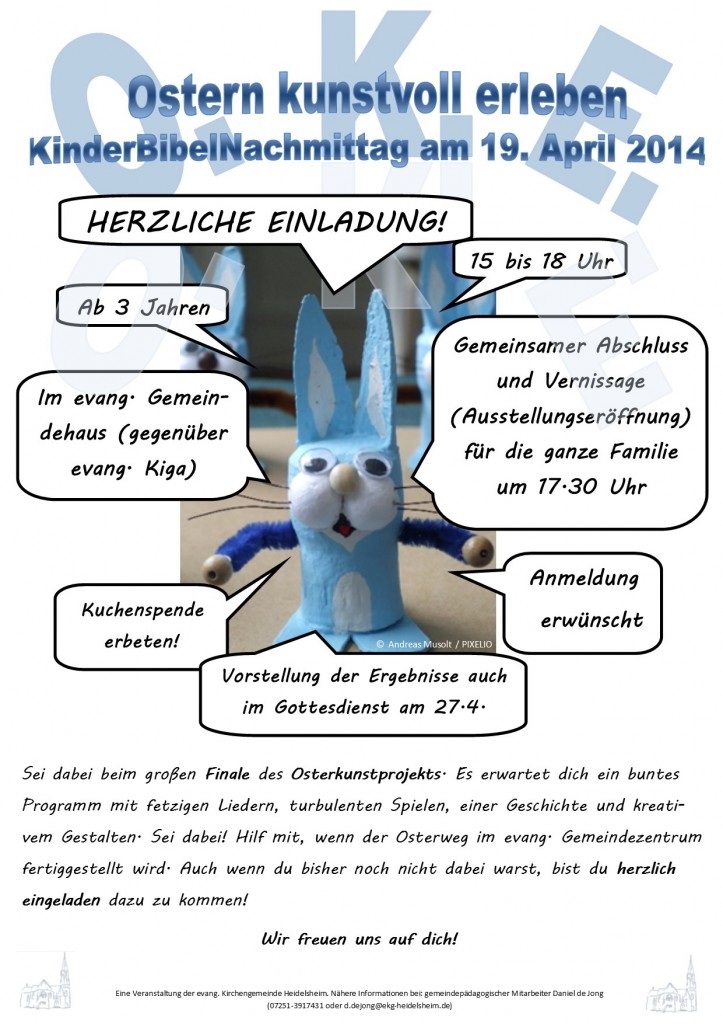 O.K.E.
Ostern kunstvoll erleben
KinderBibelNachmittag am 19. April 2014
HERZLICHE EINLADUNG!
15 bis 18 Uhr
Ab 3 Jahren
Gemeinsamer Abschluss
und Vernissage
(Ausstellungseröffnung)
für die ganze Familie
um 17.30 Uhr
Im evang. Gemein-
dehaus (gegenüber
evang. Kiga)
Anmeldung
erwünscht
Kuchenspende
erbeten!
© Andreas Musolt / PIXELIO
Vorstellung der Ergebnisse auch
im Gottesdienst am 27.4.
Sei dabei beim großen Finale des Osterkunstprojekts. Es erwartet dich ein buntes
Programm mit fetzigen Liedern, turbulenten Spielen, einer Geschichte und kreati-
vem Gestalten. Sei dabei! Hilf mit, wenn der Osterweg im evang. Gemeindezentrum
fertiggestellt wird. Auch wenn du bisher noch nicht dabei warst, bist du herzlich
eingeladen dazu zu kommen!
Wir freuen uns auf dich!
Eine Veranstaltung der evang. Kirchengemeinde Heidelsheim. Nähere Informationen bei: gemeindepädagogischer Mitarbeiter Daniel de Jong
(07251-3917431 oder d.dejong@ekg-heidelsheim.de)